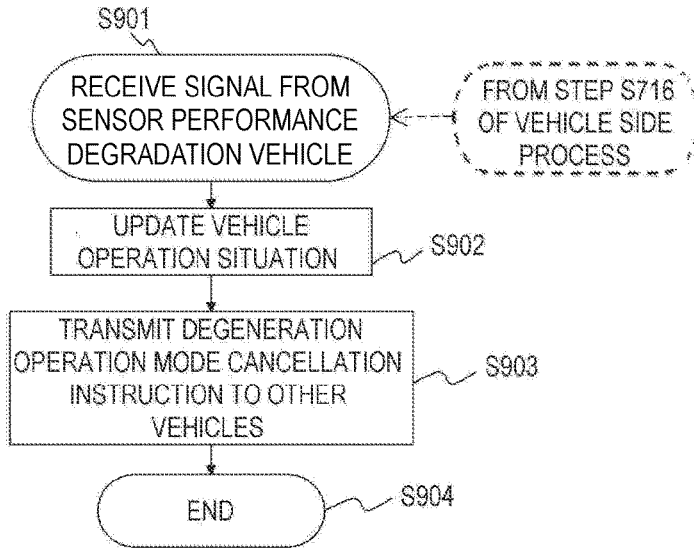 S901
RECEIVE SIGNAL FROM
SENSOR PERFORMANCE
DEGRADATION VEHICLE
FROM STEP S716
OF VEHICLE SIDE
PROCESS
UPDATE VEHICLE
OPERATION SITUATION
S902
TRANSMIT DEGENERATION
OPERATION MODE CANCELLATION
INSTRUCTION TO OTHER
VEHICLES
S903
END
S904